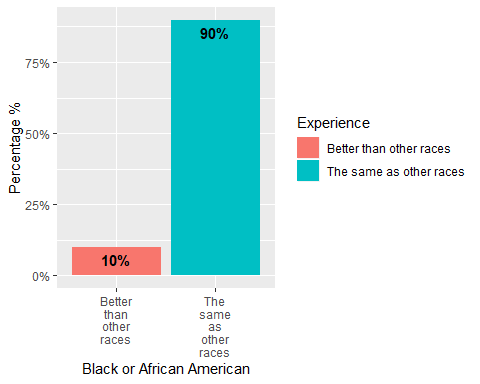 90%
75%
50%
25%
10%
0%
Percentage %
Better
than
other
races
The
same
as
other
races
Black or African American
Experience
Better than other races
The same as other races